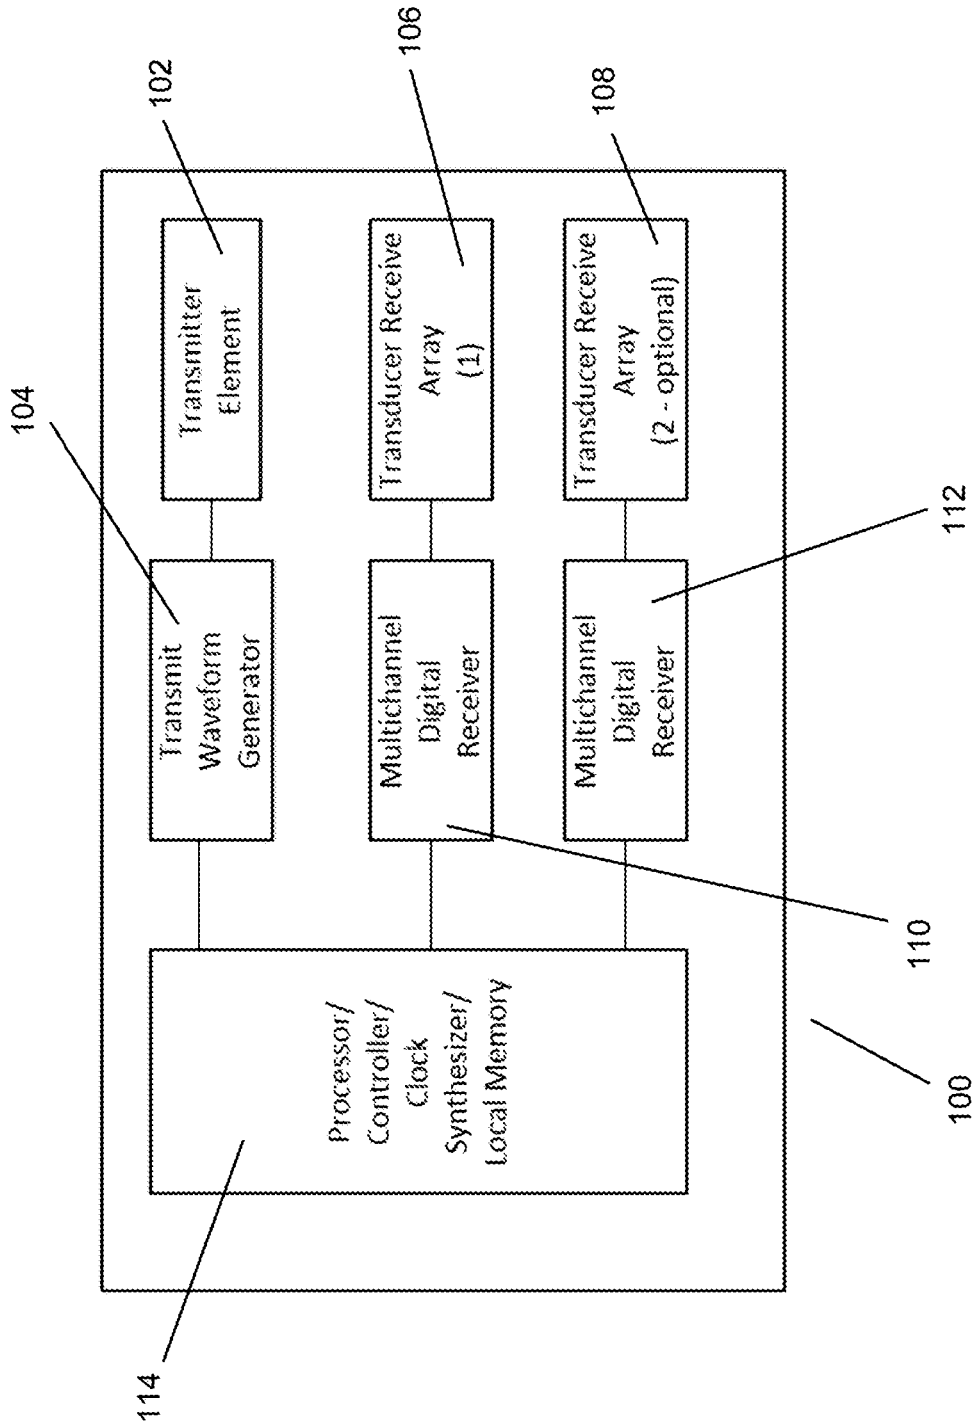 104
102
106
108
Transmit
Waveform
Generator
Transmitter
Element
Multichannel
Digital
Receiver
Transducer Receive
Array
(1)
Multichannel
Digital
Receiver
Transducer Receive
Array
(2 - optional)
Processor/
Controller/
Clock
Synthesizer/
Local Memory
114
110
112
100